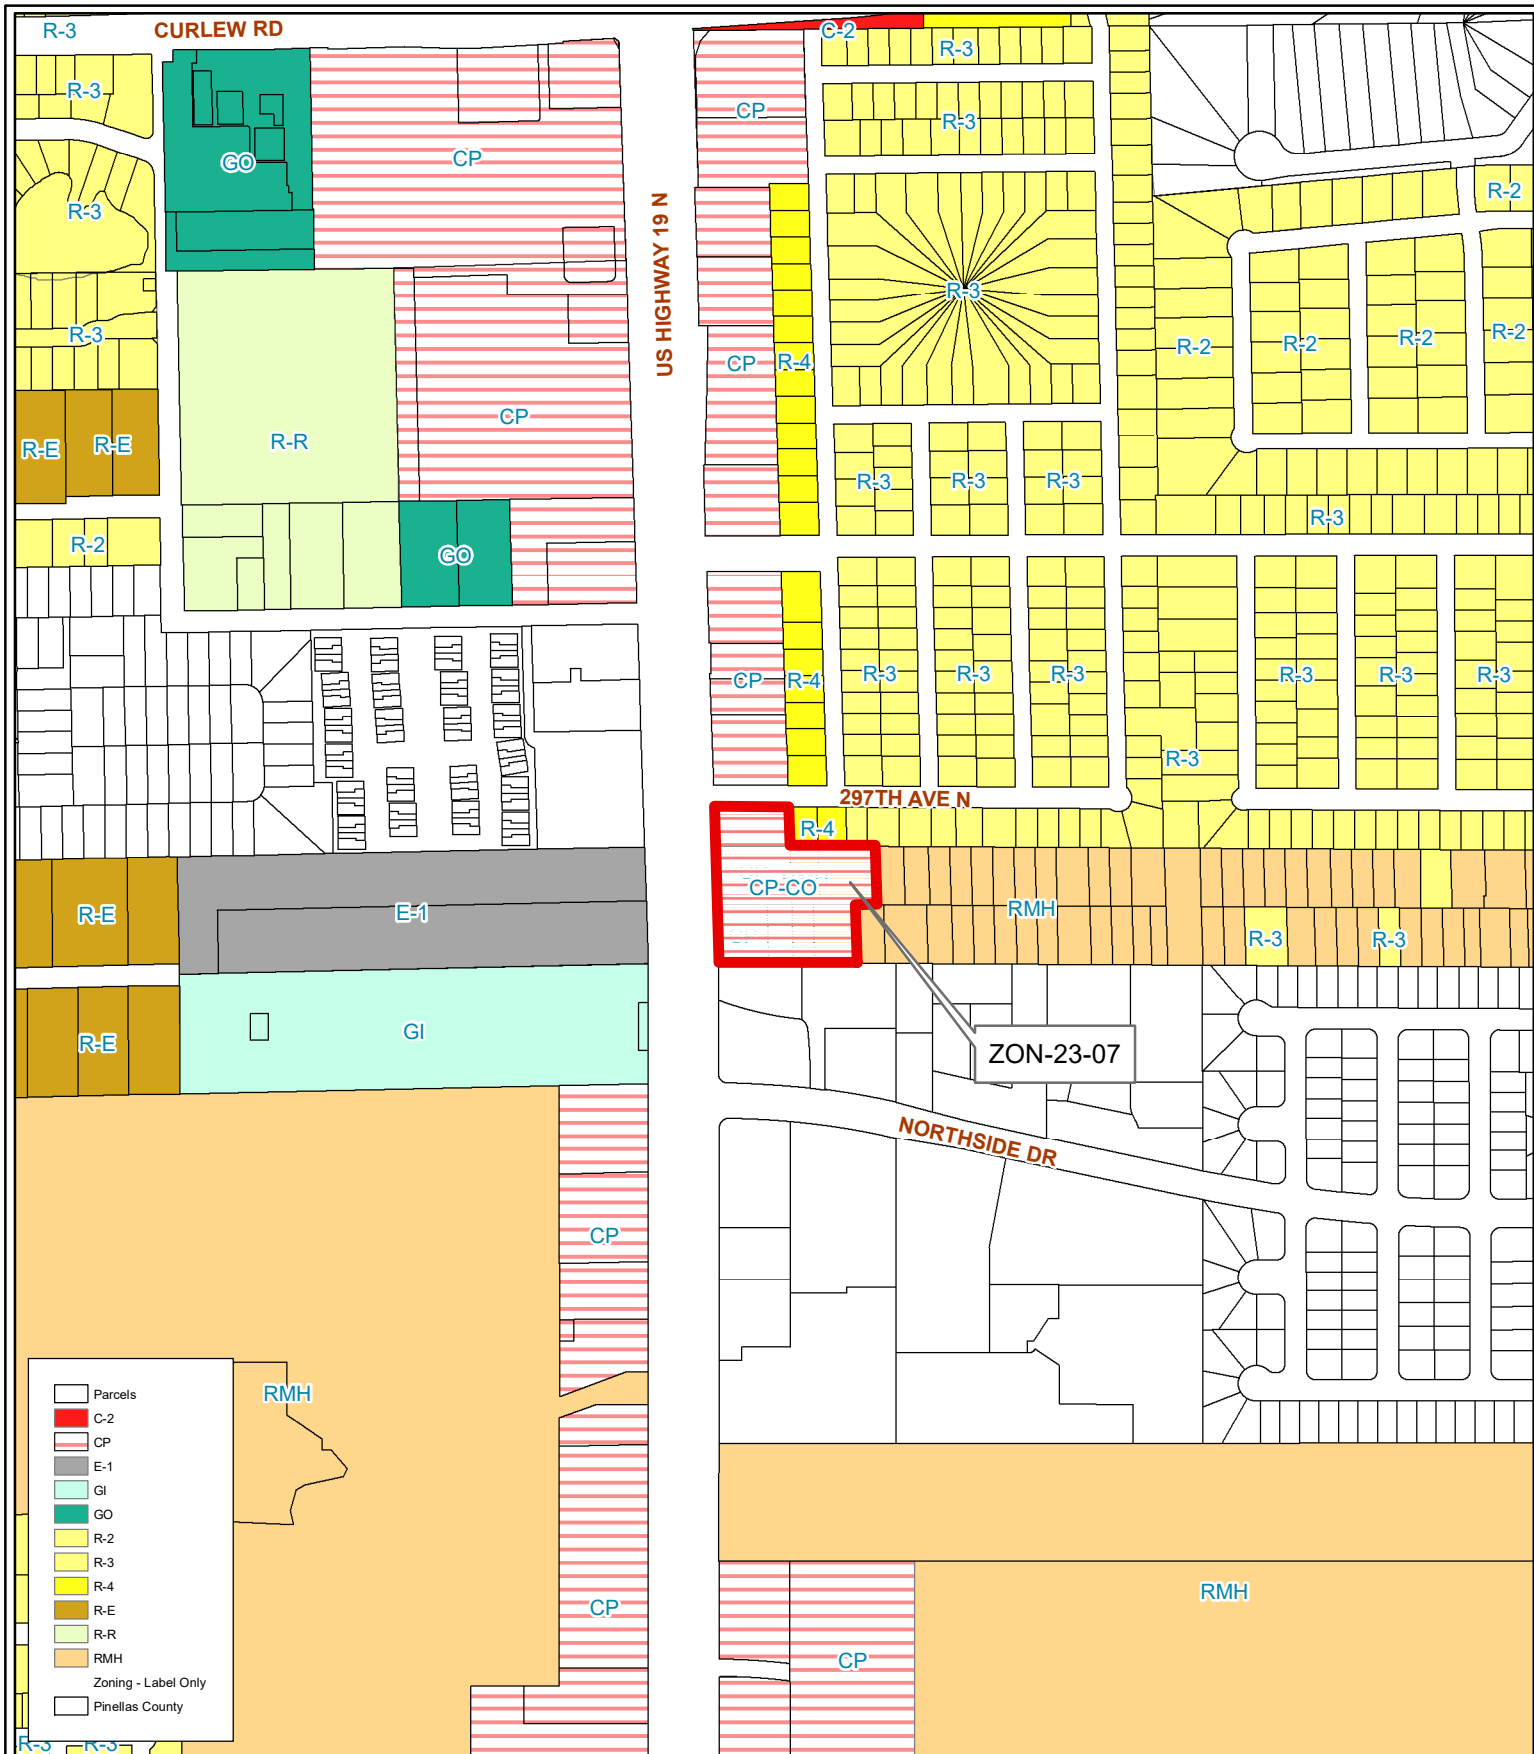 R-3
CURLEW RD
C-2
R-3
R-3
CP
R-3
GO
CP
R-3
R-2
US HIGHWAY 19 N
R-3
R-3
CP
R-4
R-2
R-2
R-2
R-2
R-E
R-E
R-R
CP
R-3
R-3
R-3
R-3
R-2
GO
CP
R-4
R-3
R-3
R-3
R-3
R-3
R-3
R-3
297TH AVE N
R-4
CP-CO
R-E
E-1
RMH
R-3
R-3
CP
R-E
GI
ZON-23-07
NORTHSIDE DR
CP
RMH
Parcels
C-2
CP
E-1
GI
GO
R-2
R-3
R-4
R-E
R-R
RMH
Zoning - Label Only
Pinellas County
CP
RMH
CP
R-3
R-3